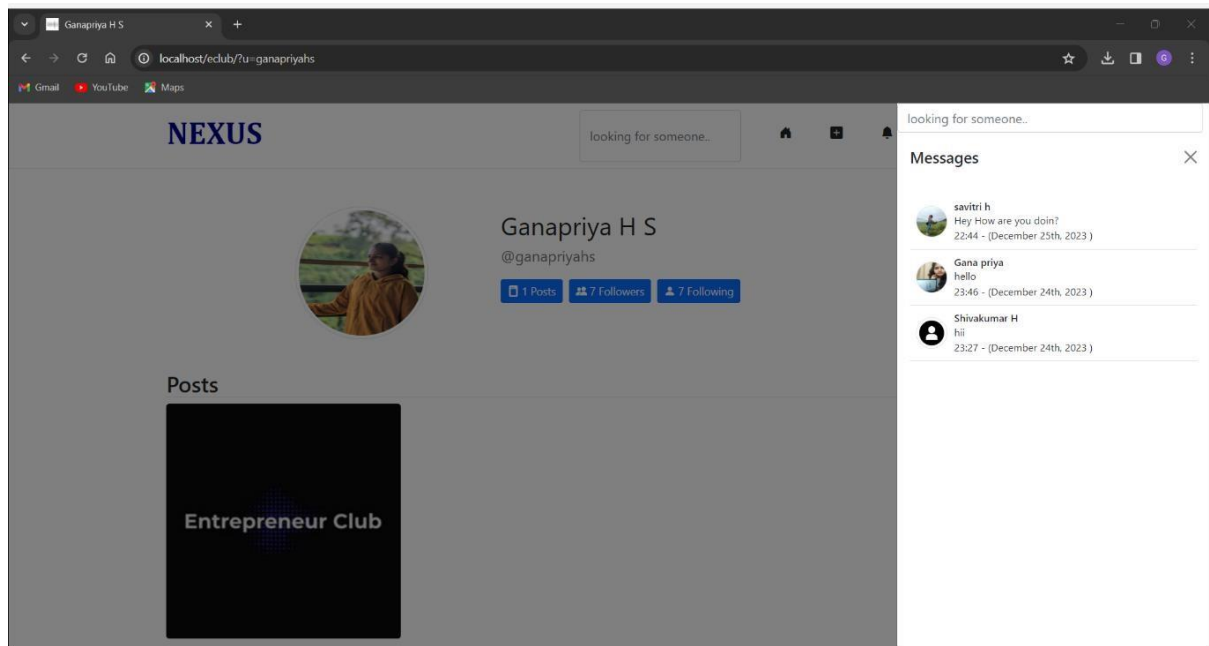 Ganapriya H S
localhost/eclub/?u=ganapriyahs
G
Gmail YouTube Maps
NEXUS
looking for someone..
Ganapriya H S
@ganapriyahs
1 Posts 7 Followers 7 Following
Posts
Entrepreneur Club
looking for someone..
Messages
savitri h
Hey How are you doin?
22:44 - (December 25th, 2023 )
Gana priya
hello
23:46 - (December 24th, 2023 )
Shivakumar H
hii
23:27 - (December 24th, 2023 )